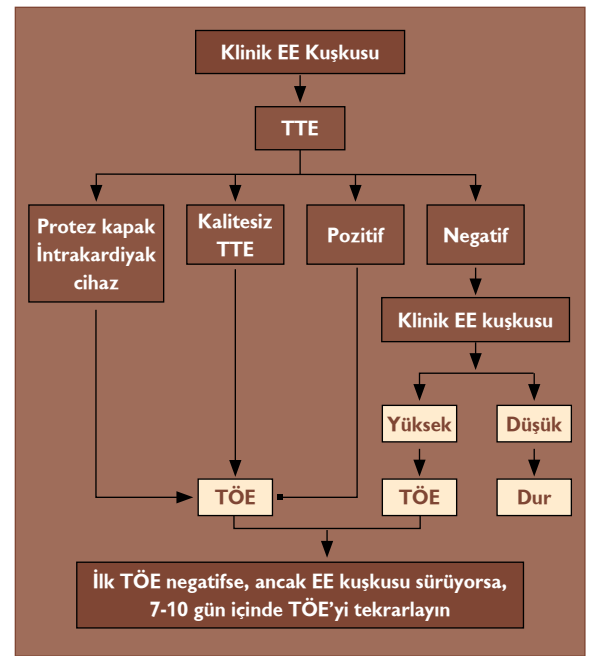 Klinik EE Kuşkusu
TTE
Protez kapak
İntrakardiyak
cihaz
Kalitesiz
TTE
Pozitif
Negatif
Klinik EE kuşkusu
Yüksek
Düşük
TÖE
TÖE
Dur
İlk TÖE negatifse, ancak EE kuşkusu sürüyorsa,
7-10 gün içinde TÖE’yi tekrarlayın